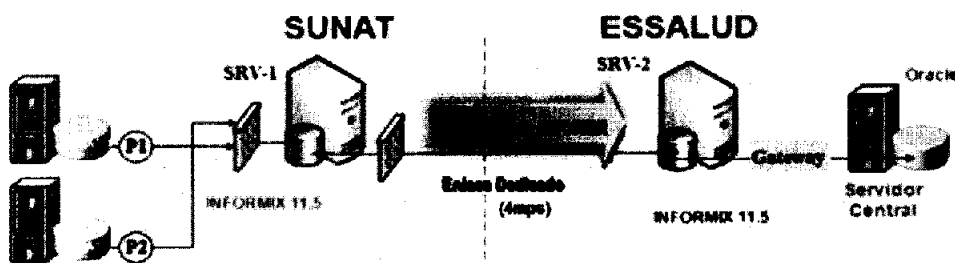 SUNAT
ESSALUD
SRV-1
SRV-2
Oracle
P1
Gateway
Enlace Dedicado
(4mps)
Servidor
Central
INFORMIX 11.5
INFORMIX 11.5
P2